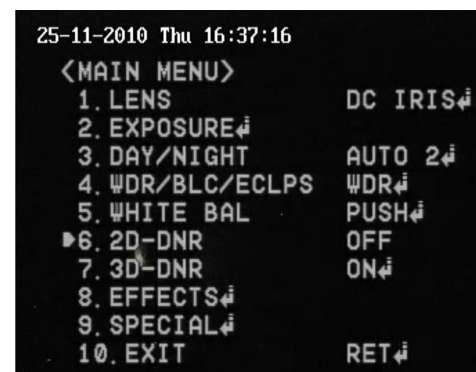 25-11-2010 Thu 16:37:16
<MAIN MENU>
1. LENS DC IRIS↲
2. EXPOSURE↲
3. DAY/NIGHT AUTO 2↲
4. WDR/BLC/ECLPS WDR↲
5. WHITE BAL PUSH↲
6. 2D-DNR OFF
7. 3D-DNR ON↲
8. EFFECTS↲
9. SPECIAL↲
10. EXIT RET↲